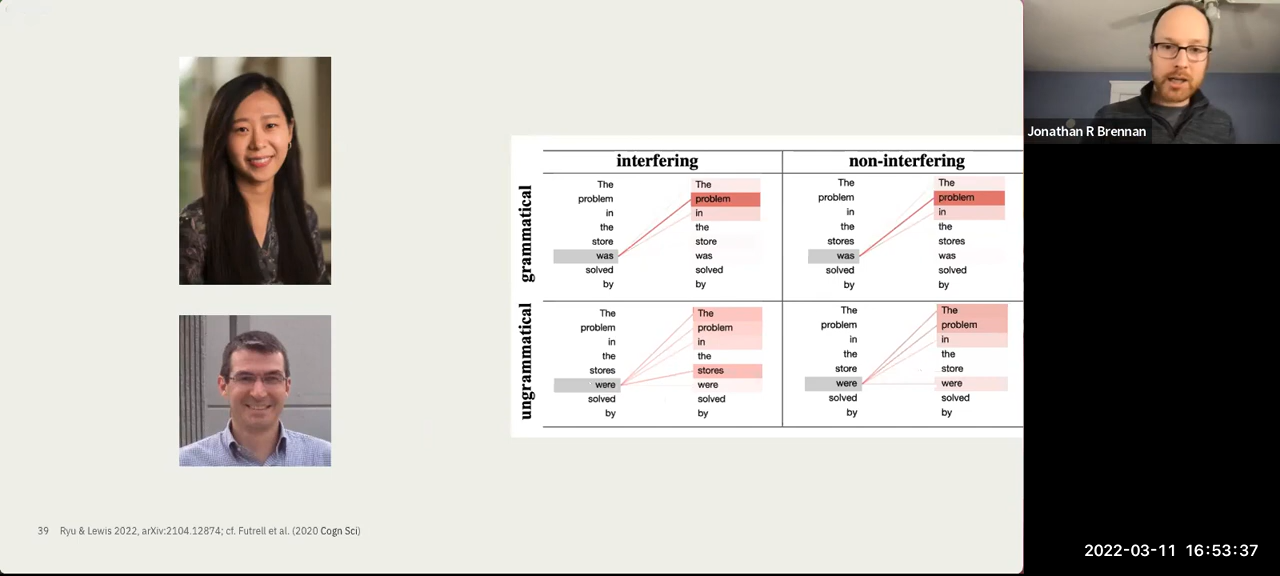 Jonathan R Brennan
interfering
non-interfering
grammatical
The The
problem problem
in in
the the
store store
was was
solved solved
by by
The The
problem problem
in in
the the
stores stores
was was
solved solved
by by
ungrammatical
The The
problem problem
in in
the the
stores stores
were were
solved solved
by by
The The
problem problem
in in
the the
store store
were were
solved solved
by by
39 Ryu & Lewis 2022, arXiv:2104.12874; cf. Futrell et al. (2020 Cogn Sci)
2022-03-11 16:53:37